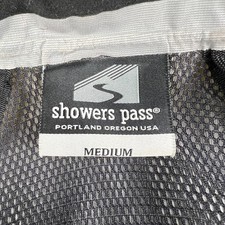 showers pass®
PORTLAND OREGON USA
MEDIUM